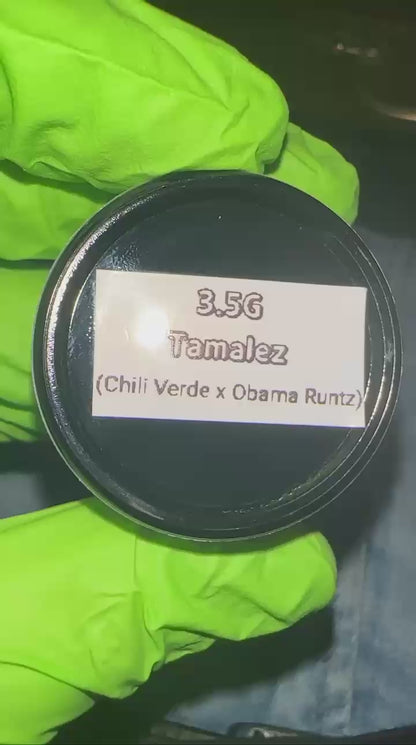 3.5G
Tamalez
(Chili Verde x Obama Runtz)